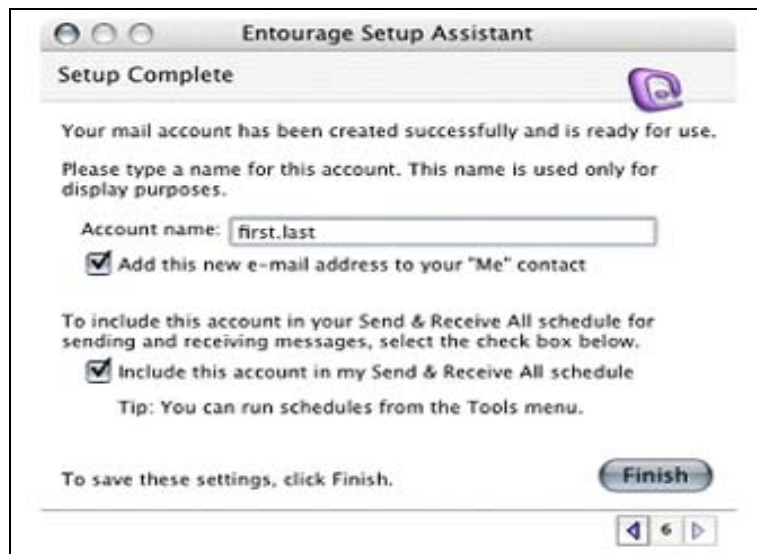 Entourage Setup Assistant
Setup Complete
Your mail account has been created successfully and is ready for use.
Please type a name for this account. This name is used only for
display purposes.
Account name: first.last
Add this new e-mail address to your "Me" contact
To include this account in your Send & Receive All schedule for
sending and receiving messages, select the check box below.
Include this account in my Send & Receive All schedule
Tip: You can run schedules from the Tools menu.
To save these settings, click Finish.
Finish
6